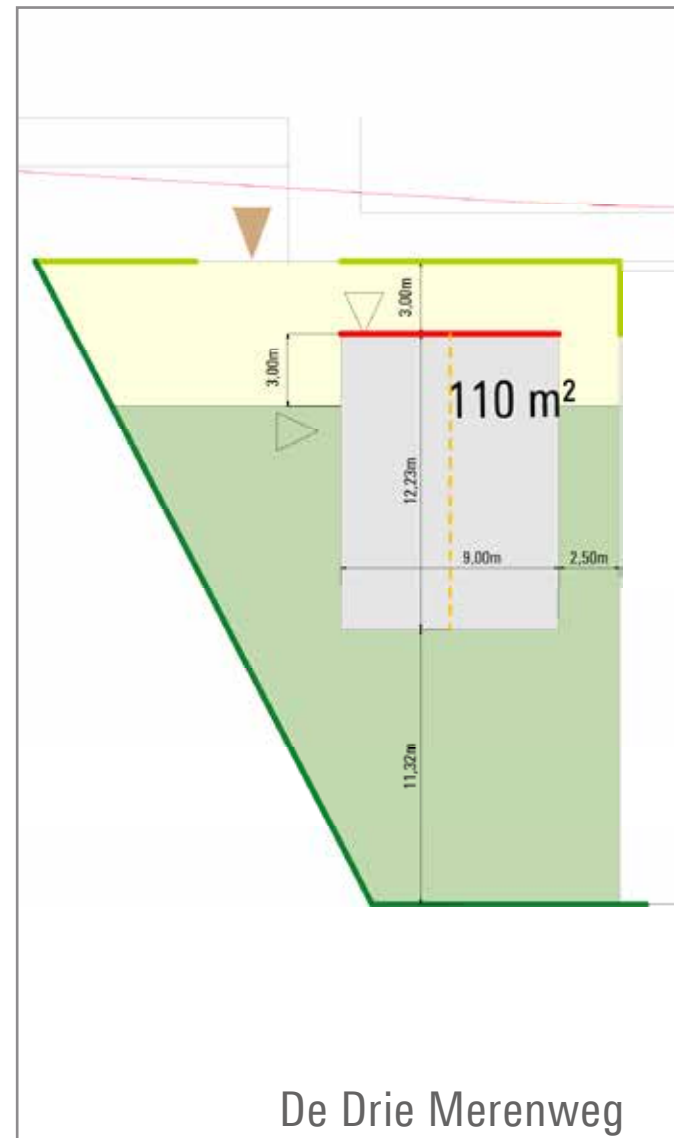 3,00m
3,00m
110 m²
12,23m
9,00m
2,50m
11,32m
De Drie Merenweg